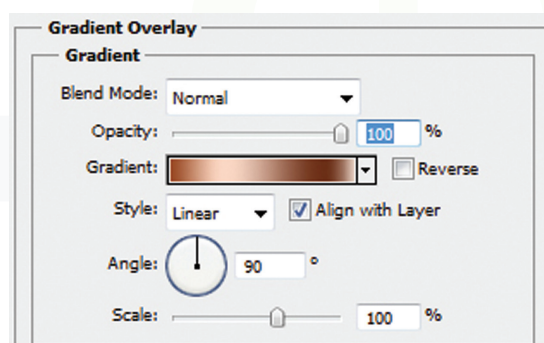 Gradient Overlay
Gradient
Blend Mode: Normal
Opacity: 100 %
Gradient: Reverse
Style: Linear Align with Layer
Angle: 90 °
Scale: 100 %